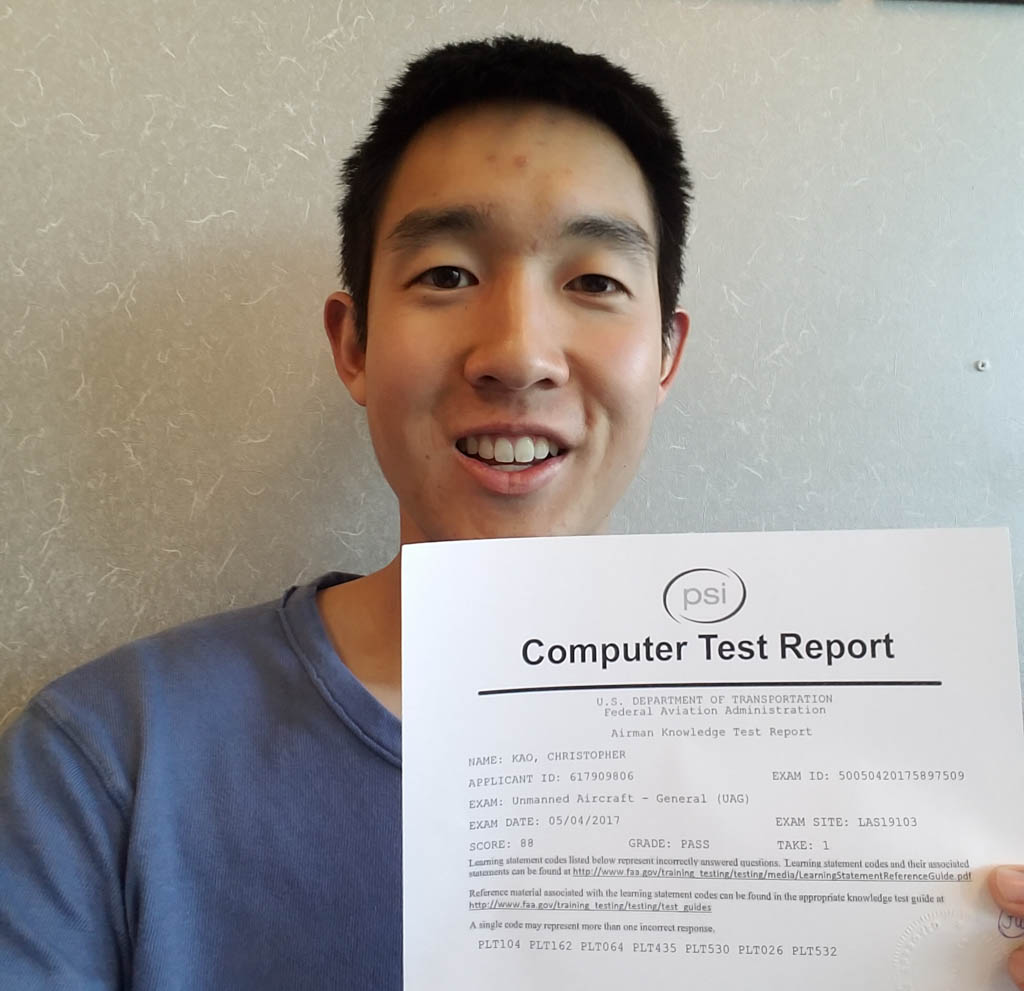 psi
Computer Test Report
U.S. DEPARTMENT OF TRANSPORTATION
Federal Aviation Administration
Airman Knowledge Test Report
NAME: KAO, CHRISTOPHER
APPLICANT ID: 617909806 EXAM ID: 50050420175897509
EXAM: Unmanned Aircraft - General (UAG)
EXAM DATE: 05/04/2017 EXAM SITE: LAS19103
SCORE: 88 GRADE: PASS TAKE: 1
Learning statement codes listed below represent incorrectly answered questions. Learning statement codes and their associated
statements can be found at http://www.faa.gov/training_testing/testing/media/LearningStatementReferenceGuide.pdf
Reference material associated with the learning statement codes can be found in the appropriate knowledge test guide at
http://www.faa.gov/training_testing/testing/test_guides
A single code may represent more than one incorrect response.
PLT104 PLT162 PLT064 PLT435 PLT530 PLT026 PLT532